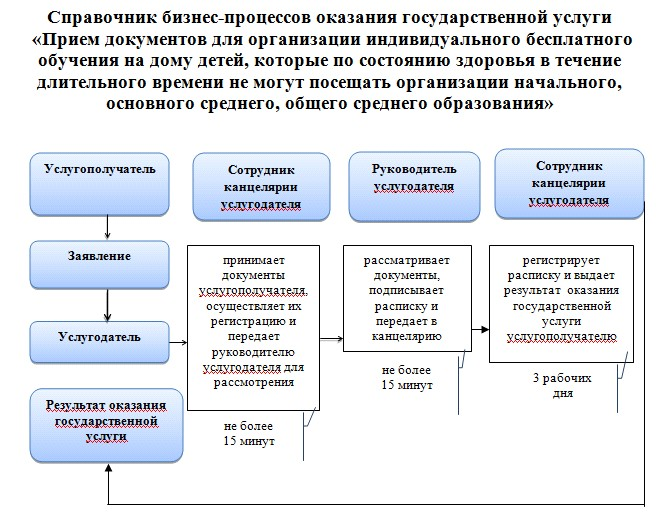 Справочник бизнес-процессов оказания государственной услуги
«Прием документов для организации индивидуального бесплатного
обучения на дому детей, которые по состоянию здоровья в течение
длительного времени не могут посещать организации начального,
основного среднего, общего среднего образования»
Услугополучатель
Сотрудник
канцелярии
услугодателя
Руководитель
услугодателя
Сотрудник
канцелярии
услугодателя
Заявление
Услугодатель
Результат оказания
государственной
услуги
принимает
документы
услугополучателя,
осуществляет их
регистрацию и
передает
руководителю
услугодателя для
рассмотрения
не более
15 минут
рассматривает
документы,
подписывает
расписку и
передает в
канцелярию
не более
15 минут
регистрирует
расписку и выдает
результат оказания
государственной
услуги
услугополучателю
3 рабочих
дня